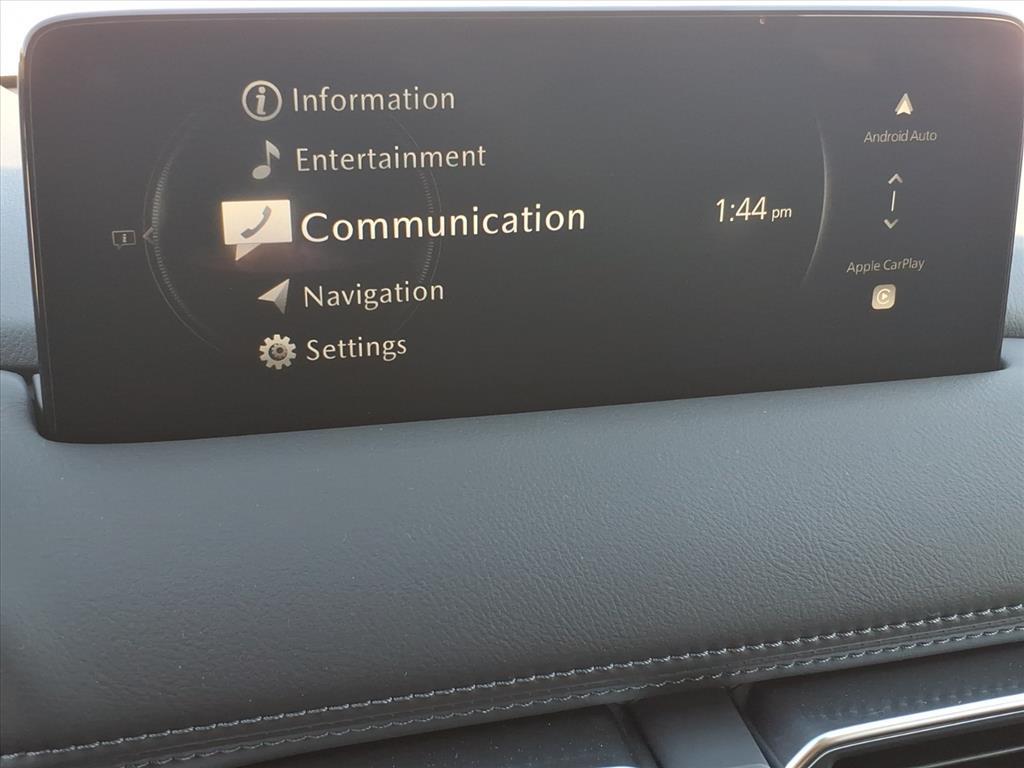 Information
Entertainment
Communication
Navigation
Settings
1:44 pm
Android Auto
Apple CarPlay